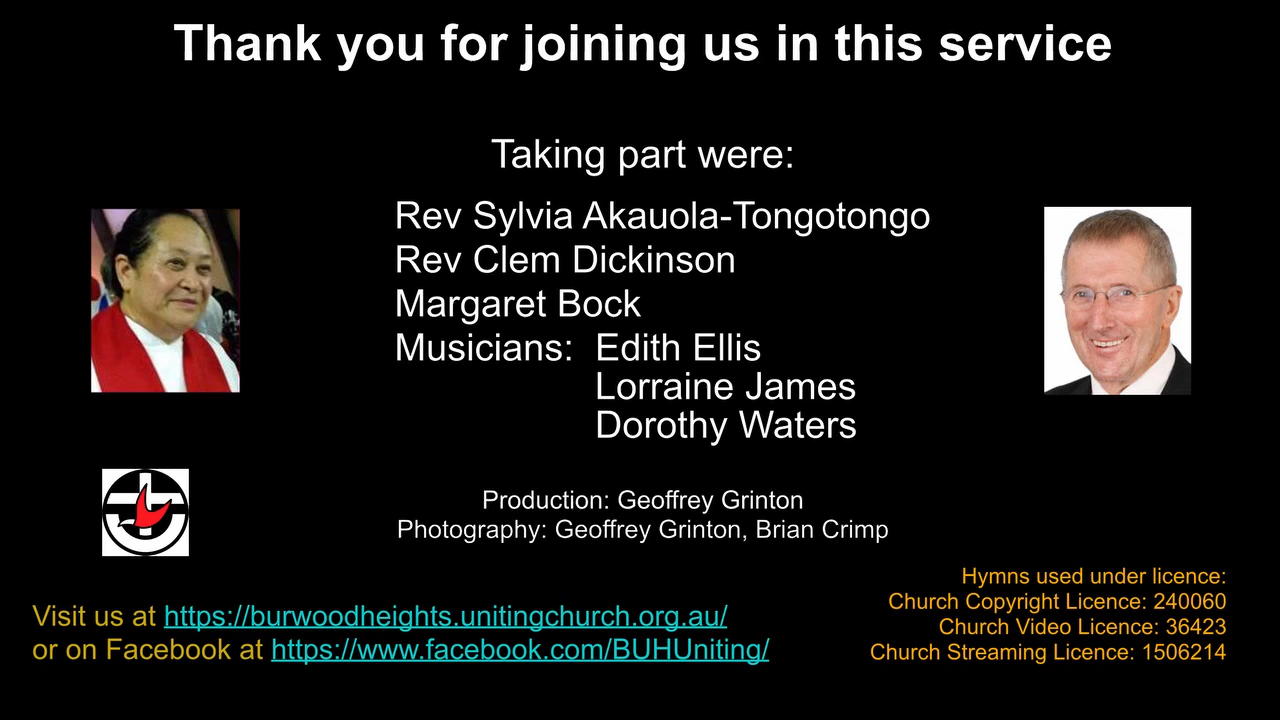 Thank you for joining us in this service
Taking part were:
Rev Sylvia Akauola-Tongotongo
Rev Clem Dickinson
Margaret Bock
Musicians: Edith Ellis
Lorraine James
Dorothy Waters
Production: Geoffrey Grinton
Photography: Geoffrey Grinton, Brian Crimp
Visit us at https://burwoodheights.unitingchurch.org.au/
or on Facebook at https://www.facebook.com/BUHUniting/
Hymns used under licence:
Church Copyright Licence: 240060
Church Video Licence: 36423
Church Streaming Licence: 1506214